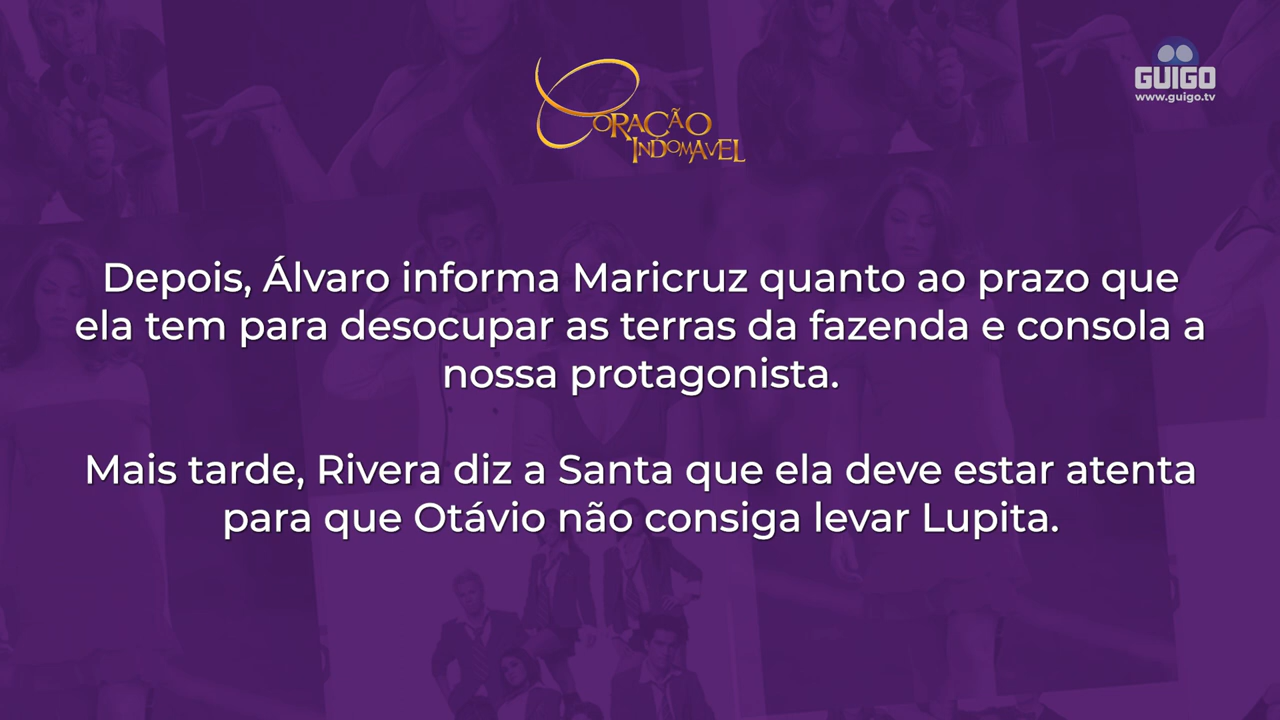 GUIGO
www.guigo.tv
CORAÇÃO
INDOMAVEL
Depois, Álvaro informa Maricruz quanto ao prazo que
ela tem para desocupar as terras da fazenda e consola a
nossa protagonista.
Mais tarde, Rivera diz a Santa que ela deve estar atenta
para que Otávio não consiga levar Lupita.